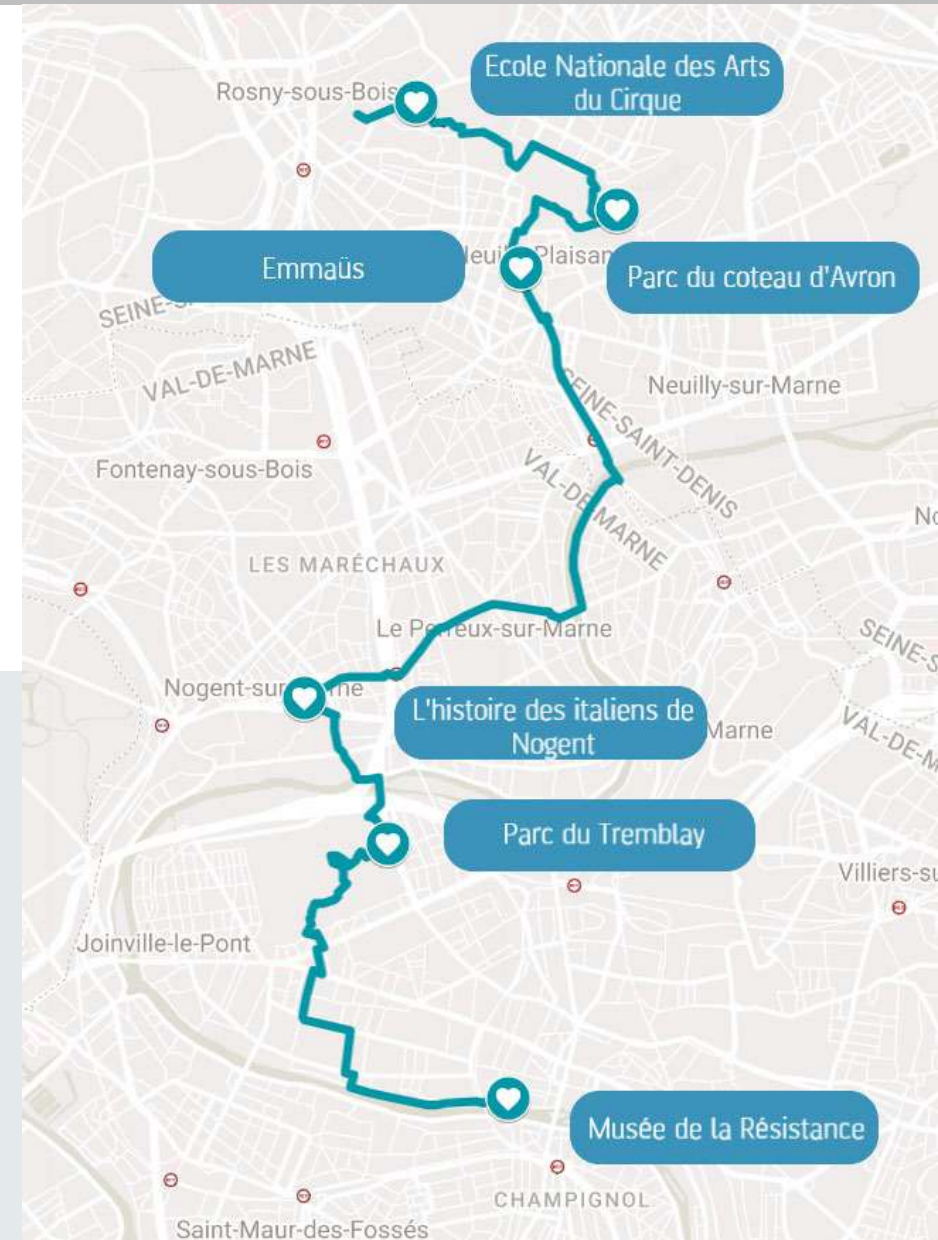 Ecole Nationale des Arts
du Cirque
Rosny-sous-Bois
Emmaüs
Parc du coteau d'Avron
SEINE-
VAL-DE-MARNE
Neuilly-sur-Marne
SEINE-SAINT-DENIS
Fontenay-sous-Bois
VAL-DE-MARNE
LES MARÉCHAUX
Le Perreux-sur-Marne
SEINE-S
Nogent-sur
L'histoire des italiens de
Nogent
Marne
VAL-DE-M
Parc du Tremblay
Villiers-su
Joinville-le-Pont
Musée de la Résistance
CHAMPIGNOL
Saint-Maur-des-Fossés